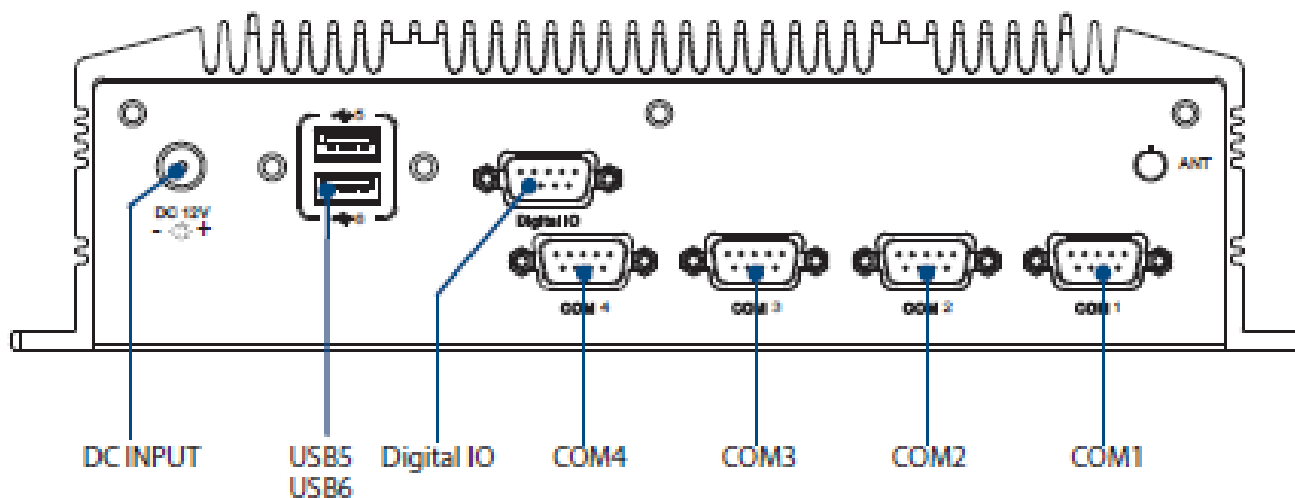 ANT
DC 12V
- +
Digital IO
COM 4
COM 3
COM 2
COM 1
DC INPUT
USB5
USB6
Digital IO
COM4
COM3
COM2
COM1